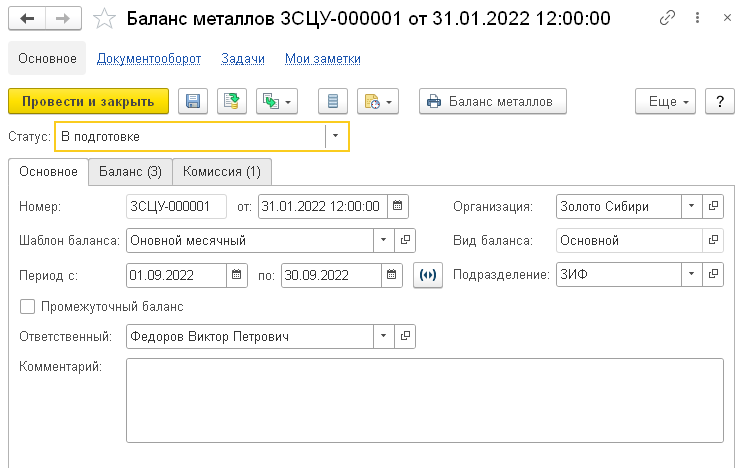 Баланс металлов ЗСЦУ-000001 от 31.01.2022 12:00:00
Основное Документооборот Задачи Мои заметки
Провести и закрыть Баланс металлов Еще ?
Статус: В подготовке
Основное Баланс (3) Комиссия (1)
Номер: ЗСЦУ-000001 от: 31.01.2022 12:00:00 Организация: Золото Сибири
Шаблон баланса: Оновной месячный Вид баланса: Основной
Период с: 01.09.2022 по: 30.09.2022 Подразделение: ЗИФ
Промежуточный баланс
Ответственный: Федоров Виктор Петрович
Комментарий: